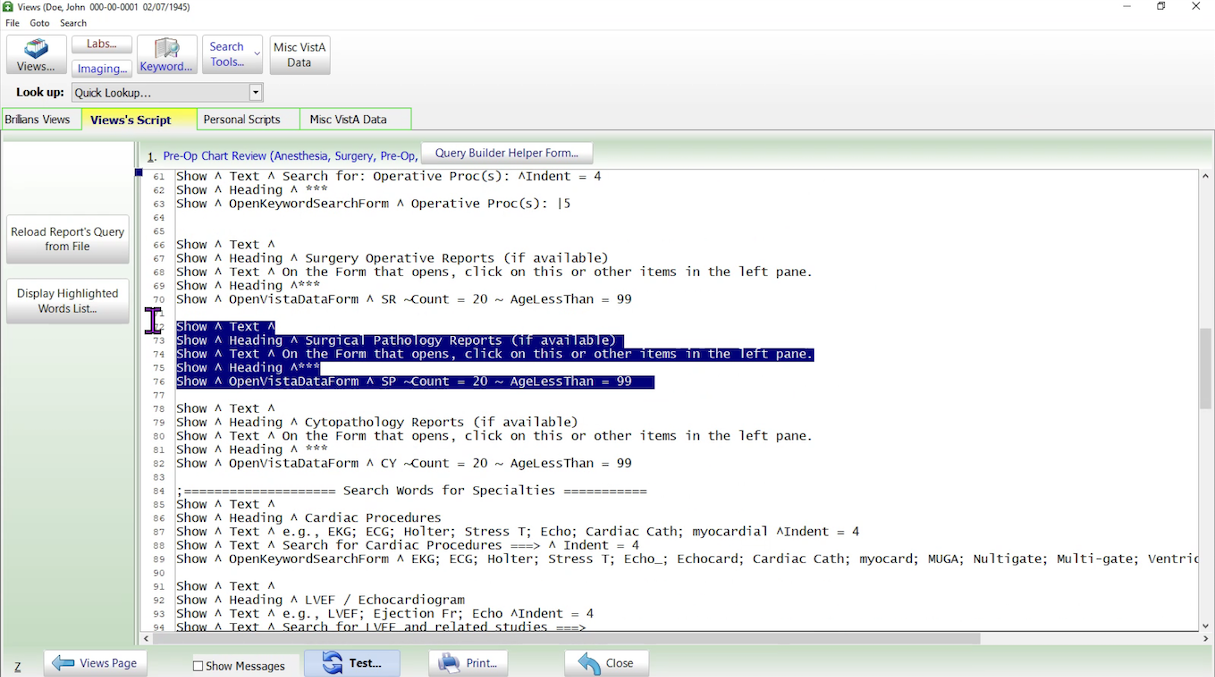 Views (Doe, John 000-00-0001 02/07/1945)
File Goto Search
Views...
Labs...
Imaging...
Keyword...
Search Tools...
Misc VistA Data
Look up: Quick Lookup...
Brilians Views Views's Script Personal Scripts Misc VistA Data
1. Pre-Op Chart Review (Anesthesia, Surgery, Pre-Op, Query Builder Helper Form...
Reload Report's Query from File
Display Highlighted Words List...
61 Show ^ Text ^ Search for: Operative Proc(s): ^Indent = 4
62 Show ^ Heading ^ ***
63 Show ^ OpenKeywordSearchForm ^ Operative Proc(s): |5
64
65
66 Show ^ Text ^
67 Show ^ Heading ^ Surgery Operative Reports (if available)
68 Show ^ Text ^ On the Form that opens, click on this or other items in the left pane.
69 Show ^ Heading ^***
70 Show ^ OpenVistaDataForm ^ SR ~Count = 20 ~ AgeLessThan = 99
71
72 Show ^ Text ^
73 Show ^ Heading ^ Surgical Pathology Reports (if available)
74 Show ^ Text ^ On the Form that opens, click on this or other items in the left pane.
75 Show ^ Heading ^***
76 Show ^ OpenVistaDataForm ^ SP ~Count = 20 ~ AgeLessThan = 99
77
78 Show ^ Text ^
79 Show ^ Heading ^ Cytopathology Reports (if available)
80 Show ^ Text ^ On the Form that opens, click on this or other items in the left pane.
81 Show ^ Heading ^ ***
82 Show ^ OpenVistaDataForm ^ CY ~Count = 20 ~ AgeLessThan = 99
83
84 ;==================== Search Words for Specialties ===========
85 Show ^ Text ^
86 Show ^ Heading ^ Cardiac Procedures
87 Show ^ Text ^ e.g., EKG; ECG; Holter; Stress T; Echo; Cardiac Cath; myocardial ^Indent = 4
88 Show ^ Text ^ Search for Cardiac Procedures ===> ^ Indent = 4
89 Show ^ OpenKeywordSearchForm ^ EKG; ECG; Holter; Stress T; Echo_; Echocard; Cardiac Cath; myocard; MUGA; Nultigate; Multi-gate; Ventric
90
91 Show ^ Text ^
92 Show ^ Heading ^ LVEF / Echocardiogram
93 Show ^ Text ^ e.g., LVEF; Ejection Fr; Echo ^Indent = 4
94 Show ^ Text ^ Search for LVEF and related studies ===>
Z Views Page Show Messages Test... Print... Close